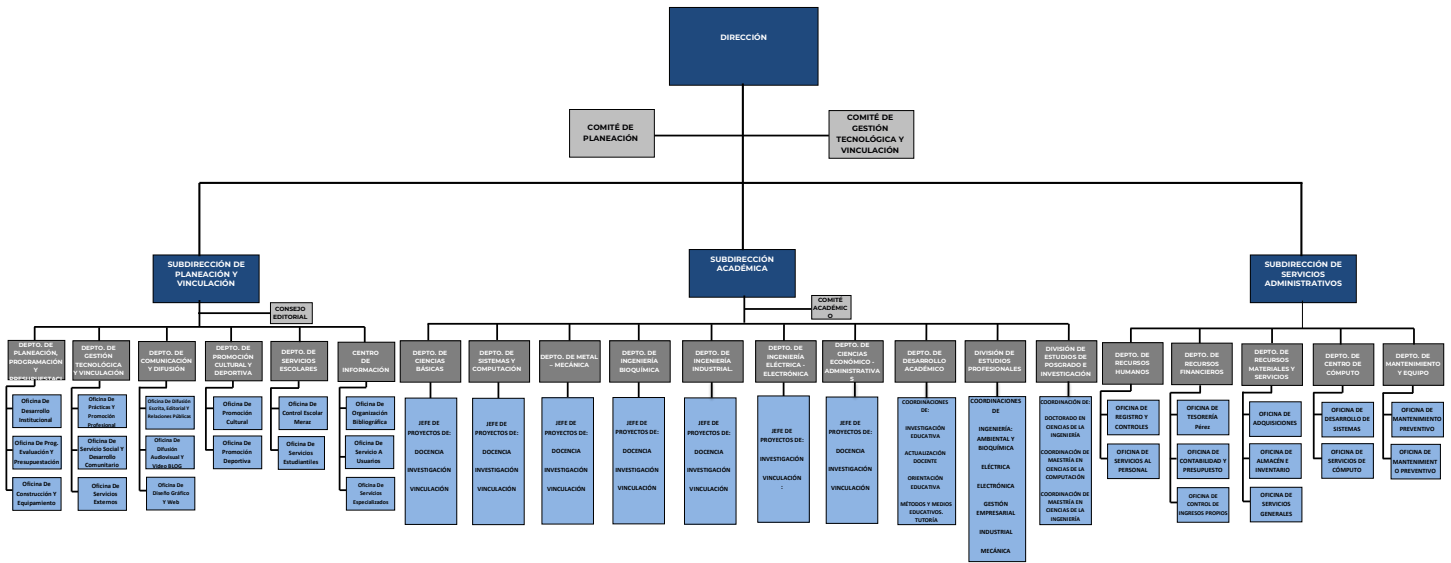 DIRECCIÓN
COMITÉ DE
PLANEACIÓN
COMITÉ DE
GESTIÓN
TECNOLÓGICA Y
VINCULACIÓN
SUBDIRECCIÓN DE
PLANEACIÓN Y
VINCULACIÓN
SUBDIRECCIÓN
ACADÉMICA
SUBDIRECCIÓN DE
SERVICIOS
ADMINISTRATIVOS
CONSEJO
EDITORIAL
COMITÉ
ACADÉMIC
O
DEPTO. DE
PLANEACIÓN,
PROGRAMACIÓN
Y
PRESUPUESTACI
DEPTO. DE
GESTIÓN
TECNOLÓGICA
Y VINCULACIÓN
DEPTO. DE
COMUNICACIÓN
Y DIFUSIÓN
DEPTO. DE
PROMOCIÓN
CULTURAL Y
DEPORTIVA
DEPTO. DE
SERVICIOS
ESCOLARES
CENTRO
DE
INFORMACIÓN
DEPTO. DE
CIENCIAS
BÁSICAS
DEPTO. DE
SISTEMAS Y
COMPUTACIÓN
DEPTO. DE METAL
– MECÁNICA
DEPTO. DE
INGENIERÍA
BIOQUÍMICA
DEPTO. DE
INGENIERÍA
INDUSTRIAL.
DEPTO. DE
INGENIERÍA
ELÉCTRICA -
ELECTRÓNICA
DEPTO. DE
CIENCIAS
ECONÓMICO -
ADMINISTRATIVA
S
DEPTO. DE
DESARROLLO
ACADÉMICO
DIVISIÓN DE
ESTUDIOS
PROFESIONALES
DIVISIÓN DE
ESTUDIOS DE
POSGRADO E
INVESTIGACIÓN
DEPTO. DE
RECURSOS
HUMANOS
DEPTO. DE
RECURSOS
FINANCIEROS
DEPTO. DE
RECURSOS
MATERIALES Y
SERVICIOS
DEPTO. DE
CENTRO DE
CÓMPUTO
DEPTO. DE
MANTENIMIENTO
Y EQUIPO
Oficina De
Desarrollo
Institucional
Oficina De Prog.
Evaluación Y
Presupuestación
Oficina De
Construcción Y
Equipamiento
Oficina De
Prácticas Y
Promoción
Profesional
Oficina De
Servicio Social Y
Desarrollo
Comunitario
Oficina De
Servicios
Externos
Oficina De Difusión
Escrita, Editorial Y
Relaciones Públicas
Oficina De
Difusión
Audiovisual Y
Video BLOG
Oficina De
Diseño Gráfico
Y Web
Oficina De
Promoción
Cultural
Oficina De
Promoción
Deportiva
Oficina De
Control Escolar
Meraz
Oficina De
Servicios
Estudiantiles
Oficina De
Organización
Bibliográfica
Oficina De
Servicio A
Usuarios
Oficina De
Servicios
Especializados
JEFE DE
PROYECTOS DE:
DOCENCIA
INVESTIGACIÓN
VINCULACIÓN
JEFE DE
PROYECTOS DE:
DOCENCIA
INVESTIGACIÓN
VINCULACIÓN
JEFE DE
PROYECTOS DE:
DOCENCIA
INVESTIGACIÓN
VINCULACIÓN
JEFE DE
PROYECTOS DE:
DOCENCIA
INVESTIGACIÓN
VINCULACIÓN
JEFE DE
PROYECTOS DE:
DOCENCIA
INVESTIGACIÓN
VINCULACIÓN
JEFE DE
PROYECTOS DE:
INVESTIGACIÓN
VINCULACIÓN
:
JEFE DE
PROYECTOS DE:
DOCENCIA
INVESTIGACIÓN
VINCULACIÓN
COORDINACIONES
DE:
INVESTIGACIÓN
EDUCATIVA
ACTUALIZACIÓN
DOCENTE
ORIENTACIÓN
EDUCATIVA
MÉTODOS Y MEDIOS
EDUCATIVOS.
TUTORÍA
COORDINACIONES
DE
INGENIERÍA:
AMBIENTAL Y
BIOQUÍMICA
ELÉCTRICA
ELECTRÓNICA
GESTIÓN
EMPRESARIAL
INDUSTRIAL
MECÁNICA
COORDINACIÓN DE:
DOCTORADO EN
CIENCIAS DE LA
INGENIERÍA
COORDINACIÓN DE
MAESTRÍA EN
CIENCIAS DE LA
COMPUTACIÓN
COORDINACIÓN DE
MAESTRÍA EN
CIENCIAS DE LA
INGENIERÍA
OFICINA DE
REGISTRO Y
CONTROLES
OFICINA DE
SERVICIOS AL
PERSONAL
OFICINA DE
TESORERÍA
Pérez
OFICINA DE
CONTABILIDAD Y
PRESUPUESTO
OFICINA DE
CONTROL DE
INGRESOS PROPIOS
OFICINA DE
ADQUISICIONES
OFICINA DE
ALMACÉN E
INVENTARIO
OFICINA DE
SERVICIOS
GENERALES
OFICINA DE
DESARROLLO DE
SISTEMAS
OFICINA DE
SERVICIOS DE
CÓMPUTO
OFICINA DE
MANTENIMIENTO
PREVENTIVO
OFICINA DE
MANTENIMIENT
O PREVENTIVO